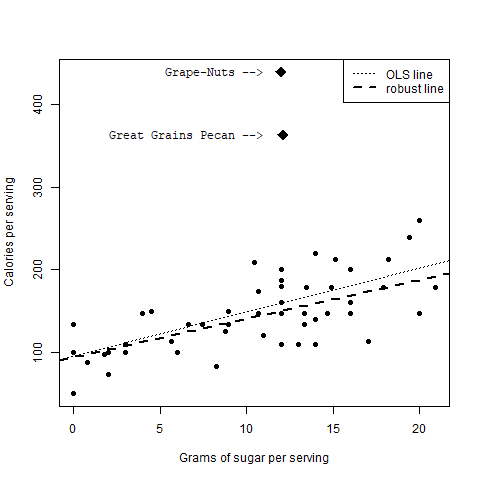 Grape-Nuts -->
OLS line
robust line
Great Grains Pecan -->
Calories per serving
400
300
200
100
0
5
10
15
20
Grams of sugar per serving